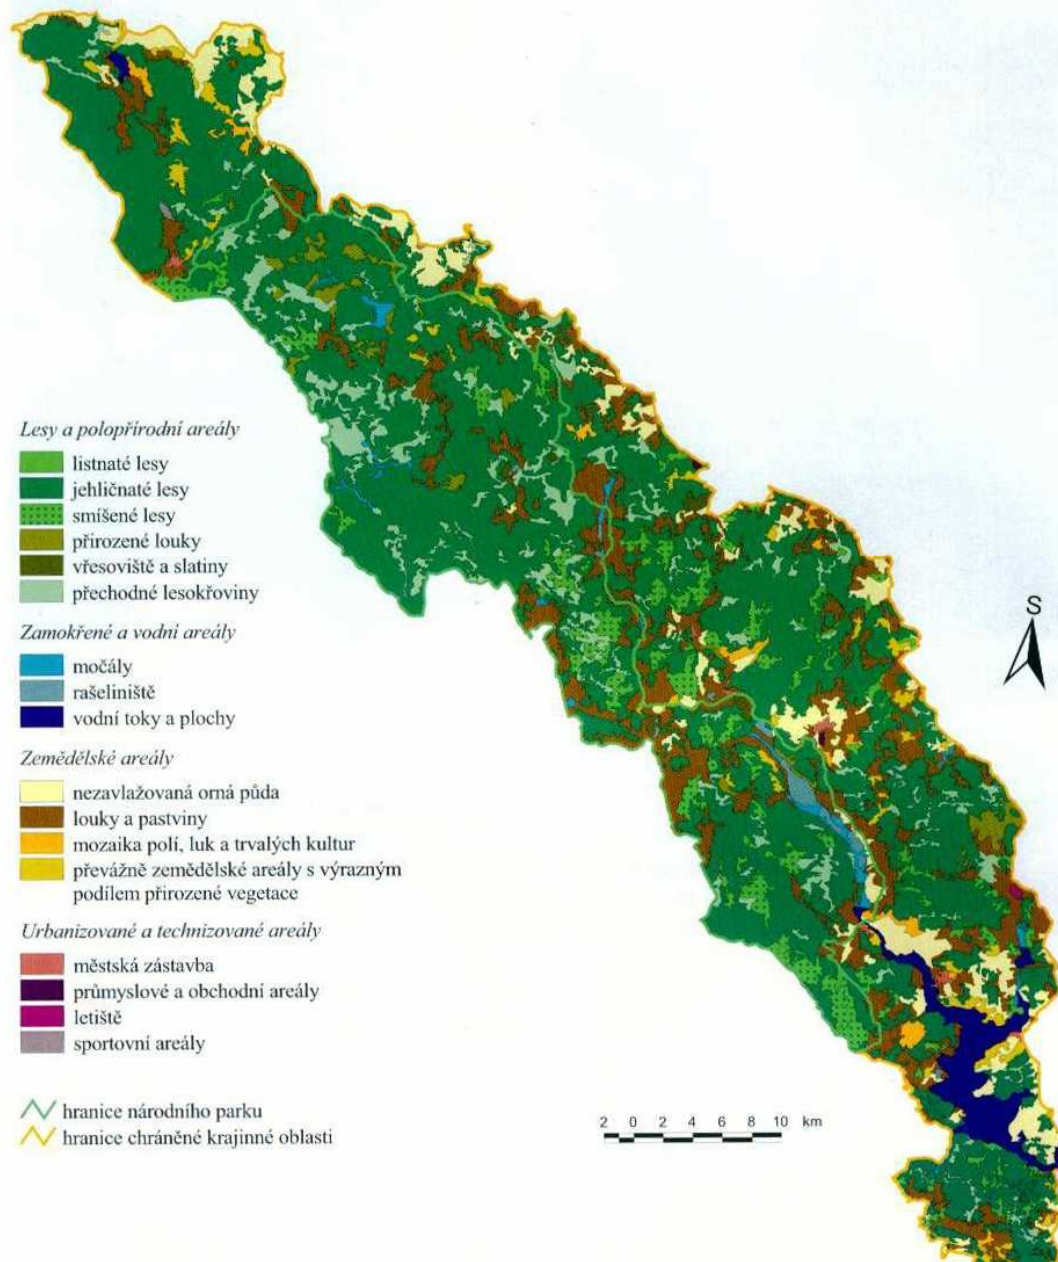 Lesy a polopřírodní areály
listnaté lesy
jehličnaté lesy
smíšené lesy
přirozené louky
vřesoviště a slatiny
přechodné lesokřoviny
Zamokřené a vodní areály
močály
rašeliniště
vodní toky a plochy
Zemědělské areály
nezavlažovaná orná půda
louky a pastviny
mozaika polí, luk a trvalých kultur
převážně zemědělské areály s výrazným
podílem přirozené vegetace
Urbanizované a technizované areály
městská zástavba
průmyslové a obchodní areály
letiště
sportovní areály
hranice národního parku
hranice chráněné krajinné oblasti
S
2 0 2 4 6 8 10 km